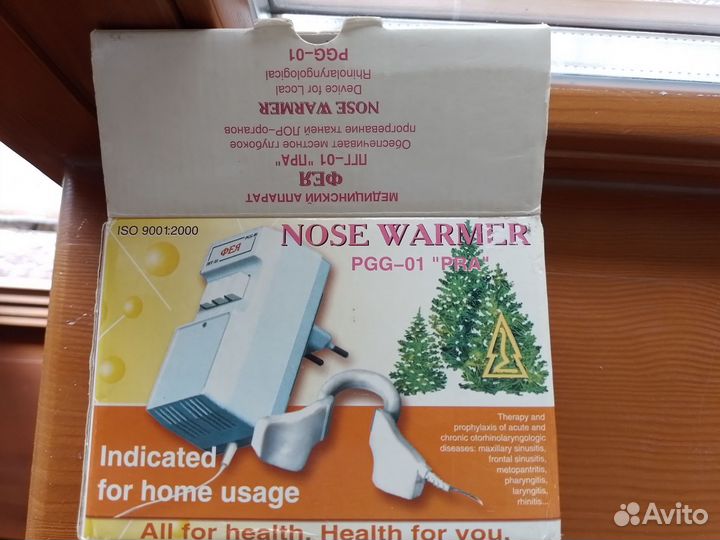 PGG-01
Rhinolaryngological
Device for Local
NOSE WARMER
прогревание тканей ЛОР-органов
Обеспечивает местное глубокое
ПГГ-01 "ПРА"
ФЕЯ
МЕДИЦИНСКИЙ АППАРАТ
ISO 9001:2000
NOSE WARMER
PGG-01 "PRA"
ФЕЯ
Therapy and
prophylaxis of acute and
chronic otorhinolaryngologic
diseases: maxillary sinusitis,
frontal sinusitis,
metopantritis,
pharyngitis,
laryngitis,
rhinitis...
Indicated
for home usage
All for health. Health for you.
Avito